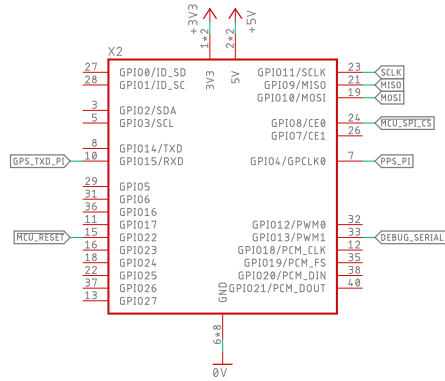 +3V3
+5V
X2
1*2
2*2
3V3
5V
27 GPIO0/ID_SD
28 GPIO1/ID_SC
3 GPIO2/SDA
5 GPIO3/SCL
8 GPIO14/TXD
GPS_TXD_PI 10 GPIO15/RXD
29 GPIO5
31 GPIO6
36 GPIO16
11 GPIO17
MCU_RESET 15 GPIO22
16 GPIO23
18 GPIO24
22 GPIO25
37 GPIO26
13 GPIO27
GPIO11/SCLK 23 SCLK
GPIO9/MISO 21 MISO
GPIO10/MOSI 19 MOSI
GPIO8/CE0 24 MCU_SPI_CS
GPIO7/CE1 26
GPIO4/GPCLK0 7 PPS_PI
GPIO12/PWM0 32
GPIO13/PWM1 33 DEBUG_SERIAL
GPIO18/PCM_CLK 12
GPIO19/PCM_FS 35
GPIO20/PCM_DIN 38
GPIO21/PCM_DOUT 40
GND
6*8
0V